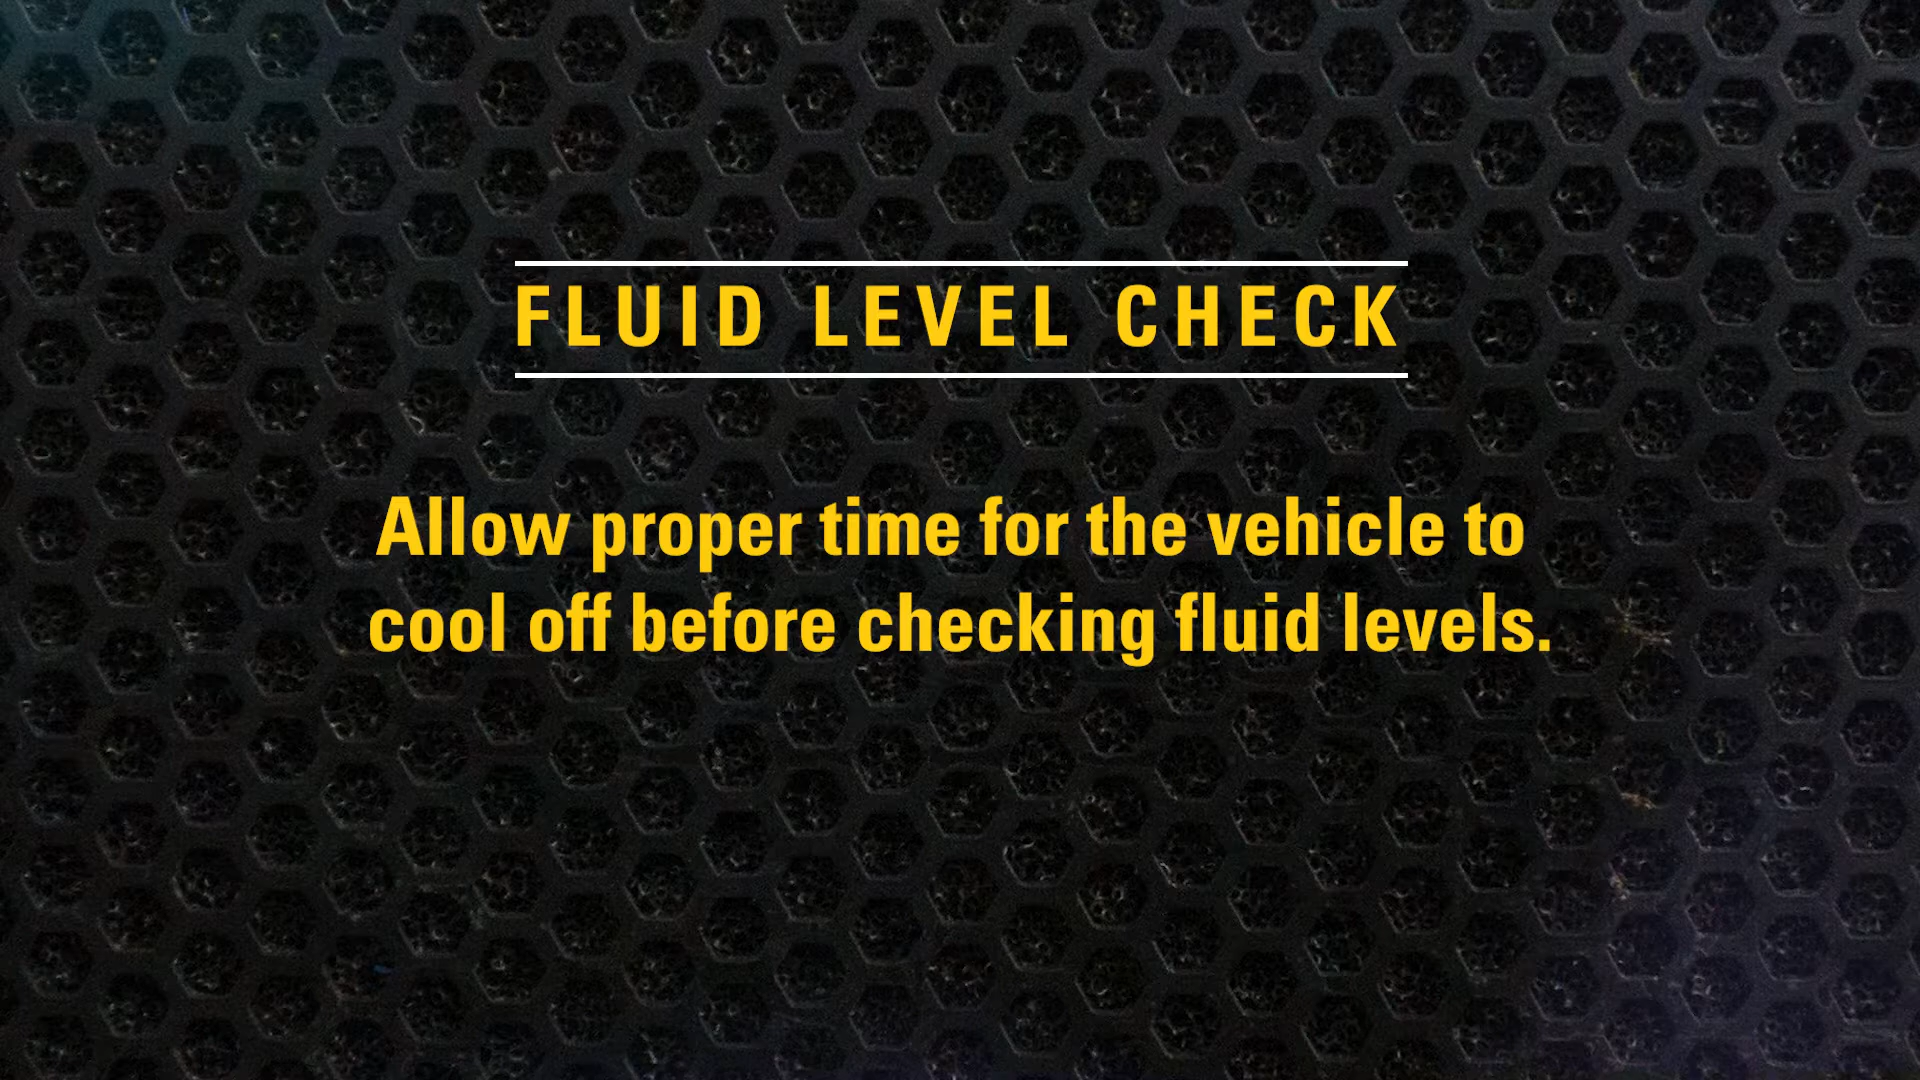 FLUID LEVEL CHECK
Allow proper time for the vehicle to
cool off before checking fluid levels.